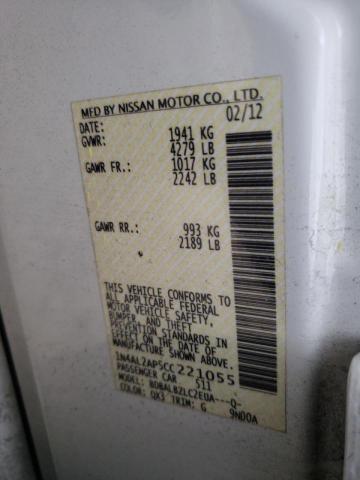 MFD BY NISSAN MOTOR CO., LTD.
DATE: 02/12
GVWR: 1941 KG
4279 LB
GAWR FR.: 1017 KG
2242 LB
GAWR RR.: 993 KG
2189 LB
THIS VEHICLE CONFORMS TO
ALL APPLICABLE FEDERAL
MOTOR VEHICLE SAFETY,
BUMPER, AND THEFT
PREVENTION STANDARDS IN
EFFECT ON THE DATE OF
MANUFACTURE SHOWN ABOVE.
1N4AL2AP5CC221055
PASSENGER CAR 511
MODEL: BDBALBZLC2EUA---Q-
COLOR: QX3 TRIM: G 9N00A